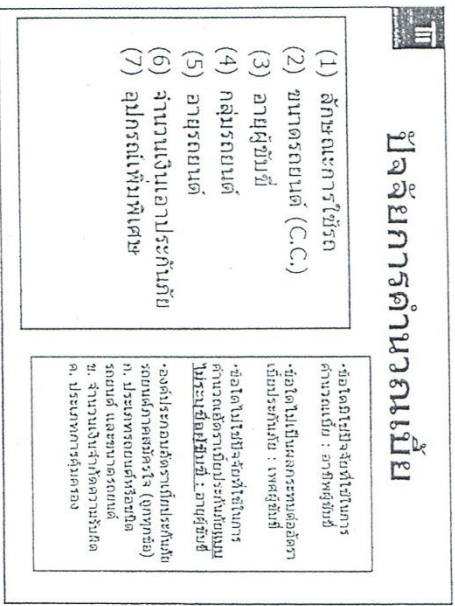 ปัจจัยการคำนวณเบี้ย
(1) ลักษณะการใช้รถ
(2) ขนาดรถยนต์ (C.C.)
(3) อายุผู้ขับขี่
(4) กลุ่มรถยนต์
(5) อายุรถยนต์
(6) จำนวนเงินเอาประกันภัย
(7) อุปกรณ์เพิ่มพิเศษ
•ข้อใดมิใช่ปัจจัยที่ใช้ในการ
คำนวณเบี้ย : อาชีพผู้ขับขี่
•ข้อใดไม่เป็นผลกระทบต่ออัตรา
เบี้ยประกันภัย : เพศผู้ขับขี่
•ข้อใดไม่ใช่ปัจจัยที่ใช้ในการ
คำนวณอัตราเบี้ยประกันภัยแบบ
ไม่ระบุชื่อผู้ขับขี่ : อายุผู้ขับขี่
•องค์ประกอบอัตราเบี้ยประกันภัย
รถยนต์ภาคสมัครใจ (ถูกทุกข้อ)
ก. ประเภทรถยนต์หรือชนิด
รถยนต์ และขนาดรถยนต์
ข. จำนวนเงินจำกัดความรับผิด
ค. ประเภทการคุ้มครอง